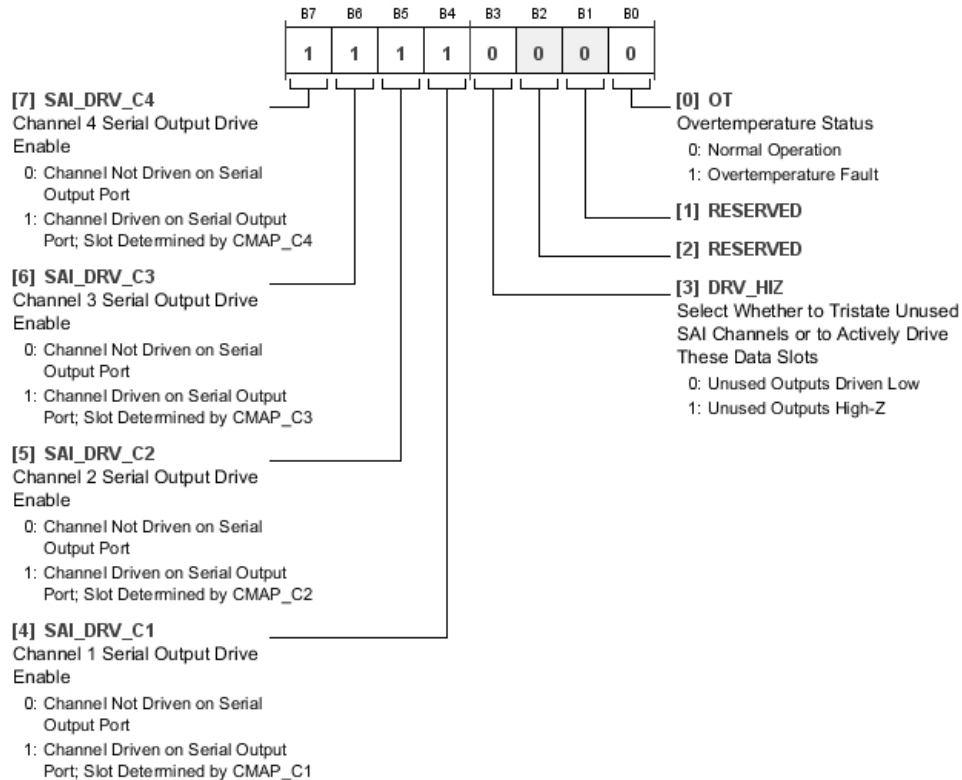 B7 B6 B5 B4 B3 B2 B1 B0
1 1 1 1 0 0 0 0
[7] SAI_DRV_C4
Channel 4 Serial Output Drive
Enable
0: Channel Not Driven on Serial
Output Port
1: Channel Driven on Serial Output
Port; Slot Determined by CMAP_C4
[6] SAI_DRV_C3
Channel 3 Serial Output Drive
Enable
0: Channel Not Driven on Serial
Output Port
1: Channel Driven on Serial Output
Port; Slot Determined by CMAP_C3
[5] SAI_DRV_C2
Channel 2 Serial Output Drive
Enable
0: Channel Not Driven on Serial
Output Port
1: Channel Driven on Serial Output
Port; Slot Determined by CMAP_C2
[4] SAI_DRV_C1
Channel 1 Serial Output Drive
Enable
0: Channel Not Driven on Serial
Output Port
1: Channel Driven on Serial Output
Port; Slot Determined by CMAP_C1
[0] OT
Overtemperature Status
0: Normal Operation
1: Overtemperature Fault
[1] RESERVED
[2] RESERVED
[3] DRV_HIZ
Select Whether to Tristate Unused
SAI Channels or to Actively Drive
These Data Slots
0: Unused Outputs Driven Low
1: Unused Outputs High-Z